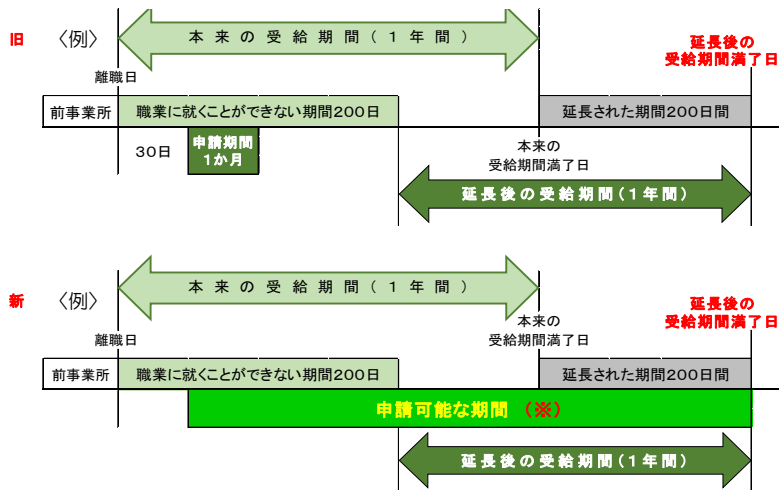 旧
〈例〉
本来の受給期間(1年間)
延長後の
受給期間満了日
離職日
前事業所
職業に就くことができない期間200日
延長された期間200日間
30日
申請期間
1か月
本来の
受給期間満了日
延長後の受給期間(1年間)
新
〈例〉
本来の受給期間(1年間)
延長後の
受給期間満了日
離職日
本来の
受給期間満了日
前事業所
職業に就くことができない期間200日
延長された期間200日間
申請可能な期間 (※)
延長後の受給期間(1年間)